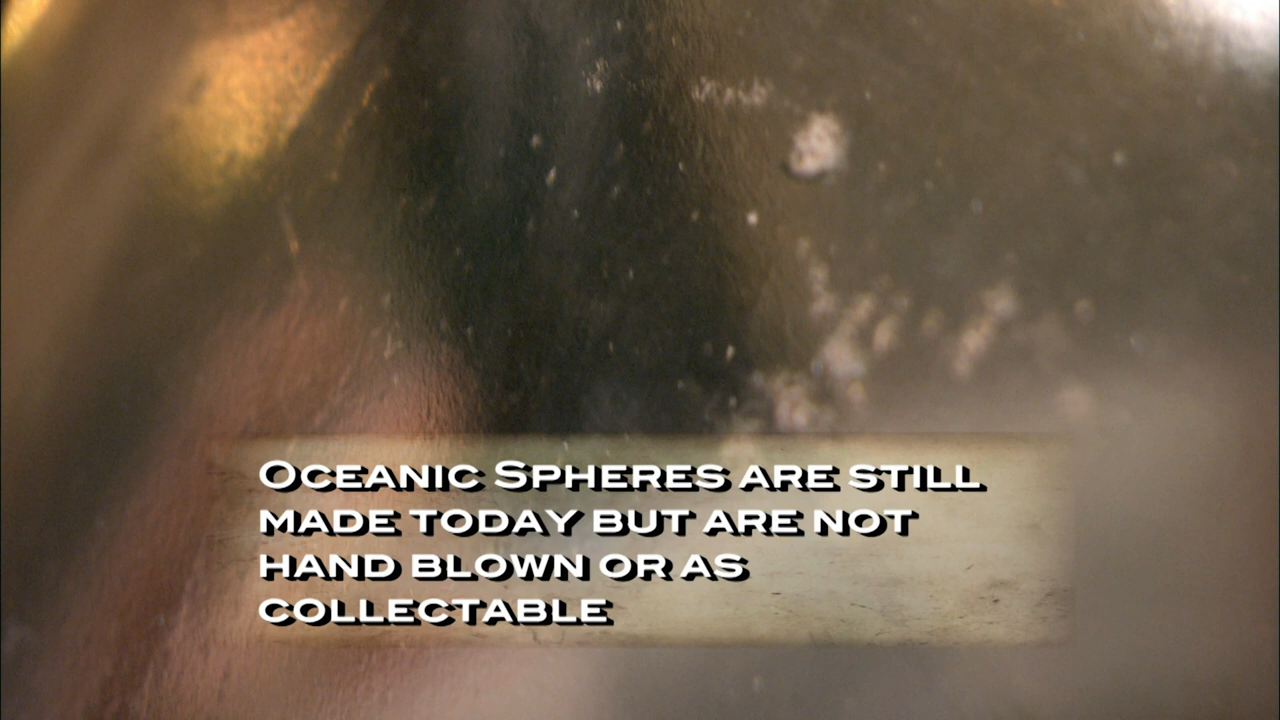 Oceanic Spheres are still
made today but are not
hand blown or as
collectable